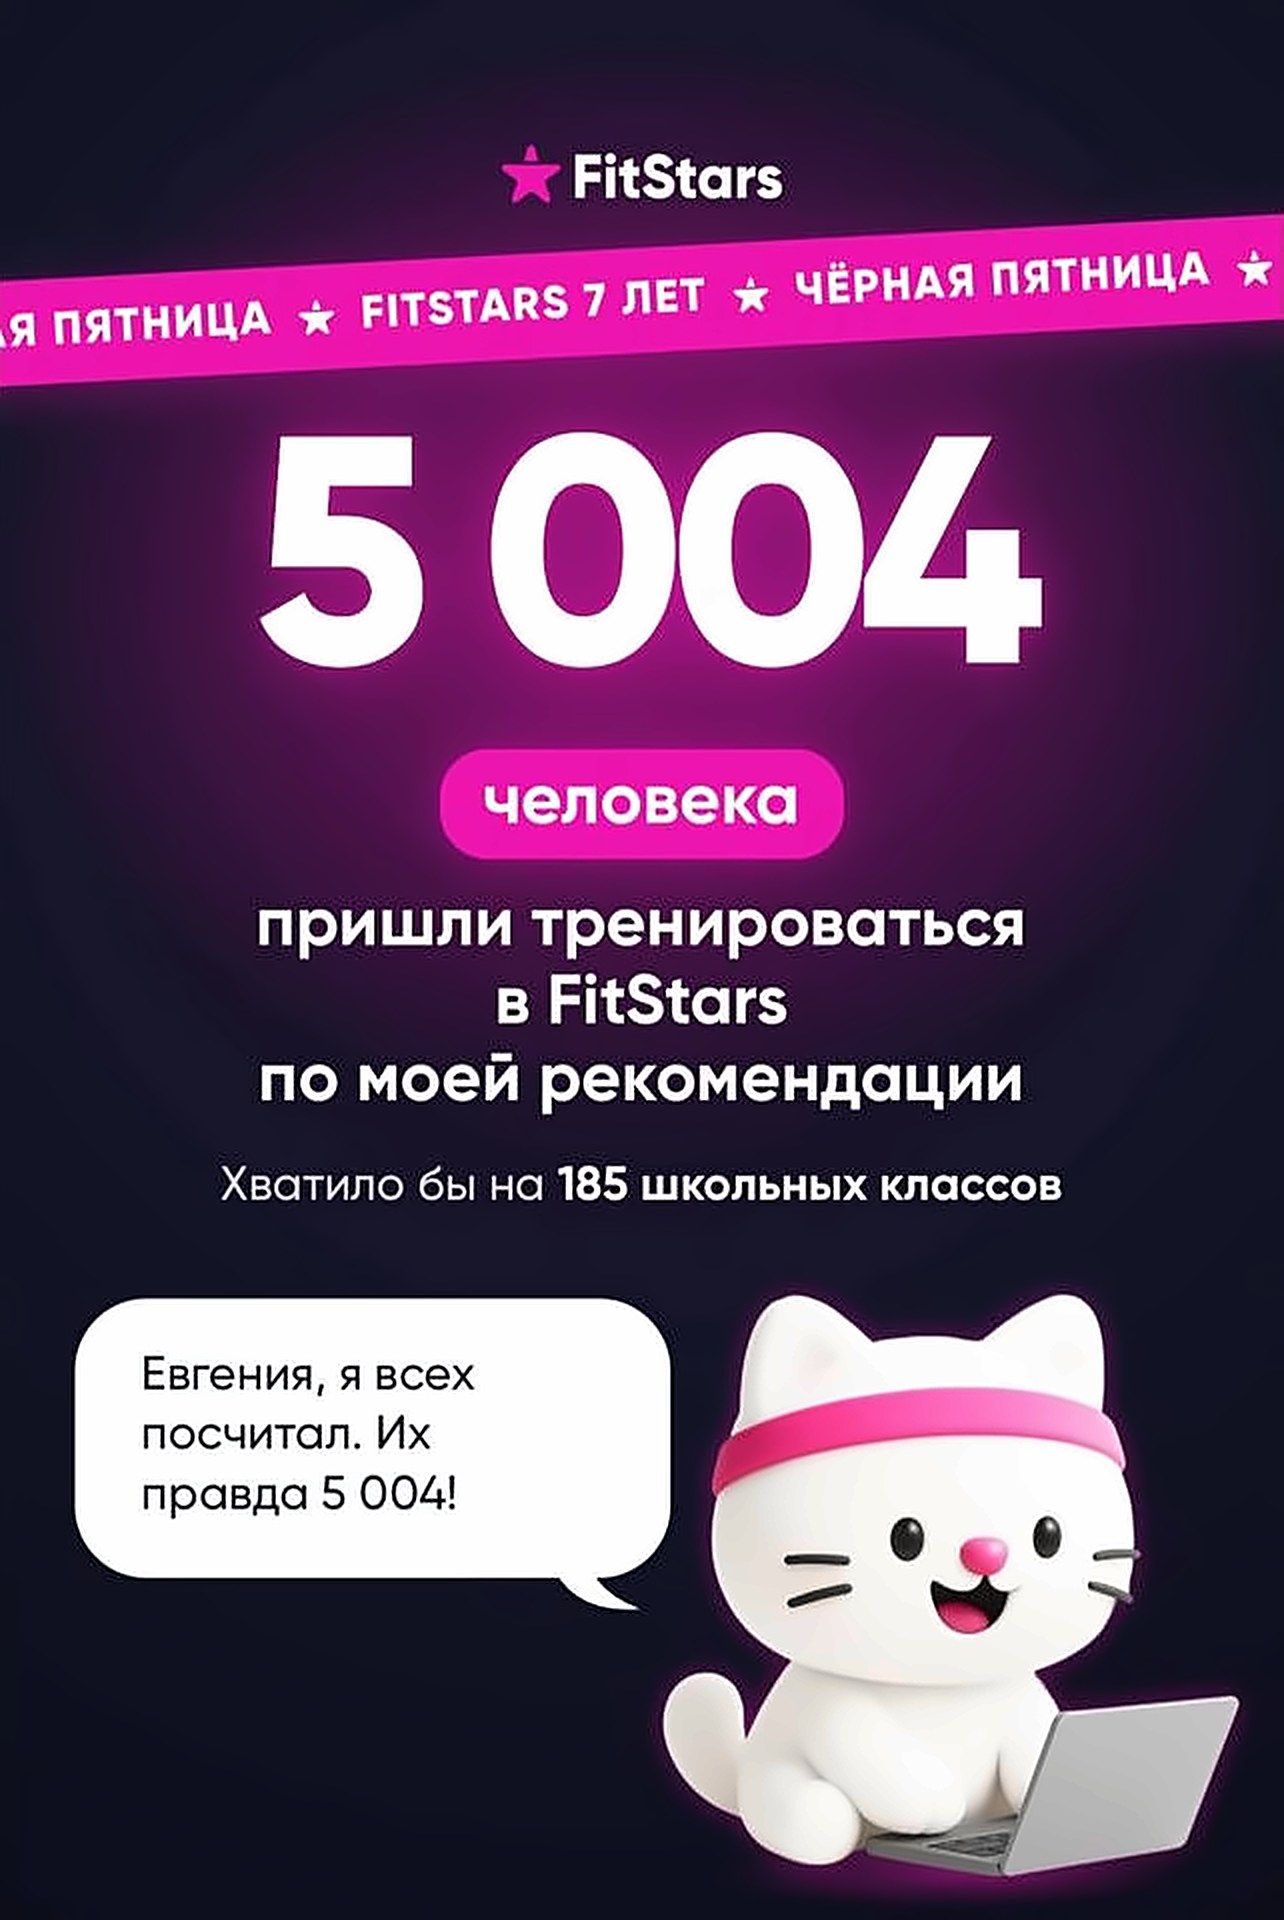 FitStars
АЯ ПЯТНИЦА ★ FITSTARS 7 ЛЕТ ★ ЧЁРНАЯ ПЯТНИЦА ★
5 004
человека
пришли тренироваться
в FitStars
по моей рекомендации
Хватило бы на 185 школьных классов
Евгения, я всех
посчитал. Их
правда 5 004!